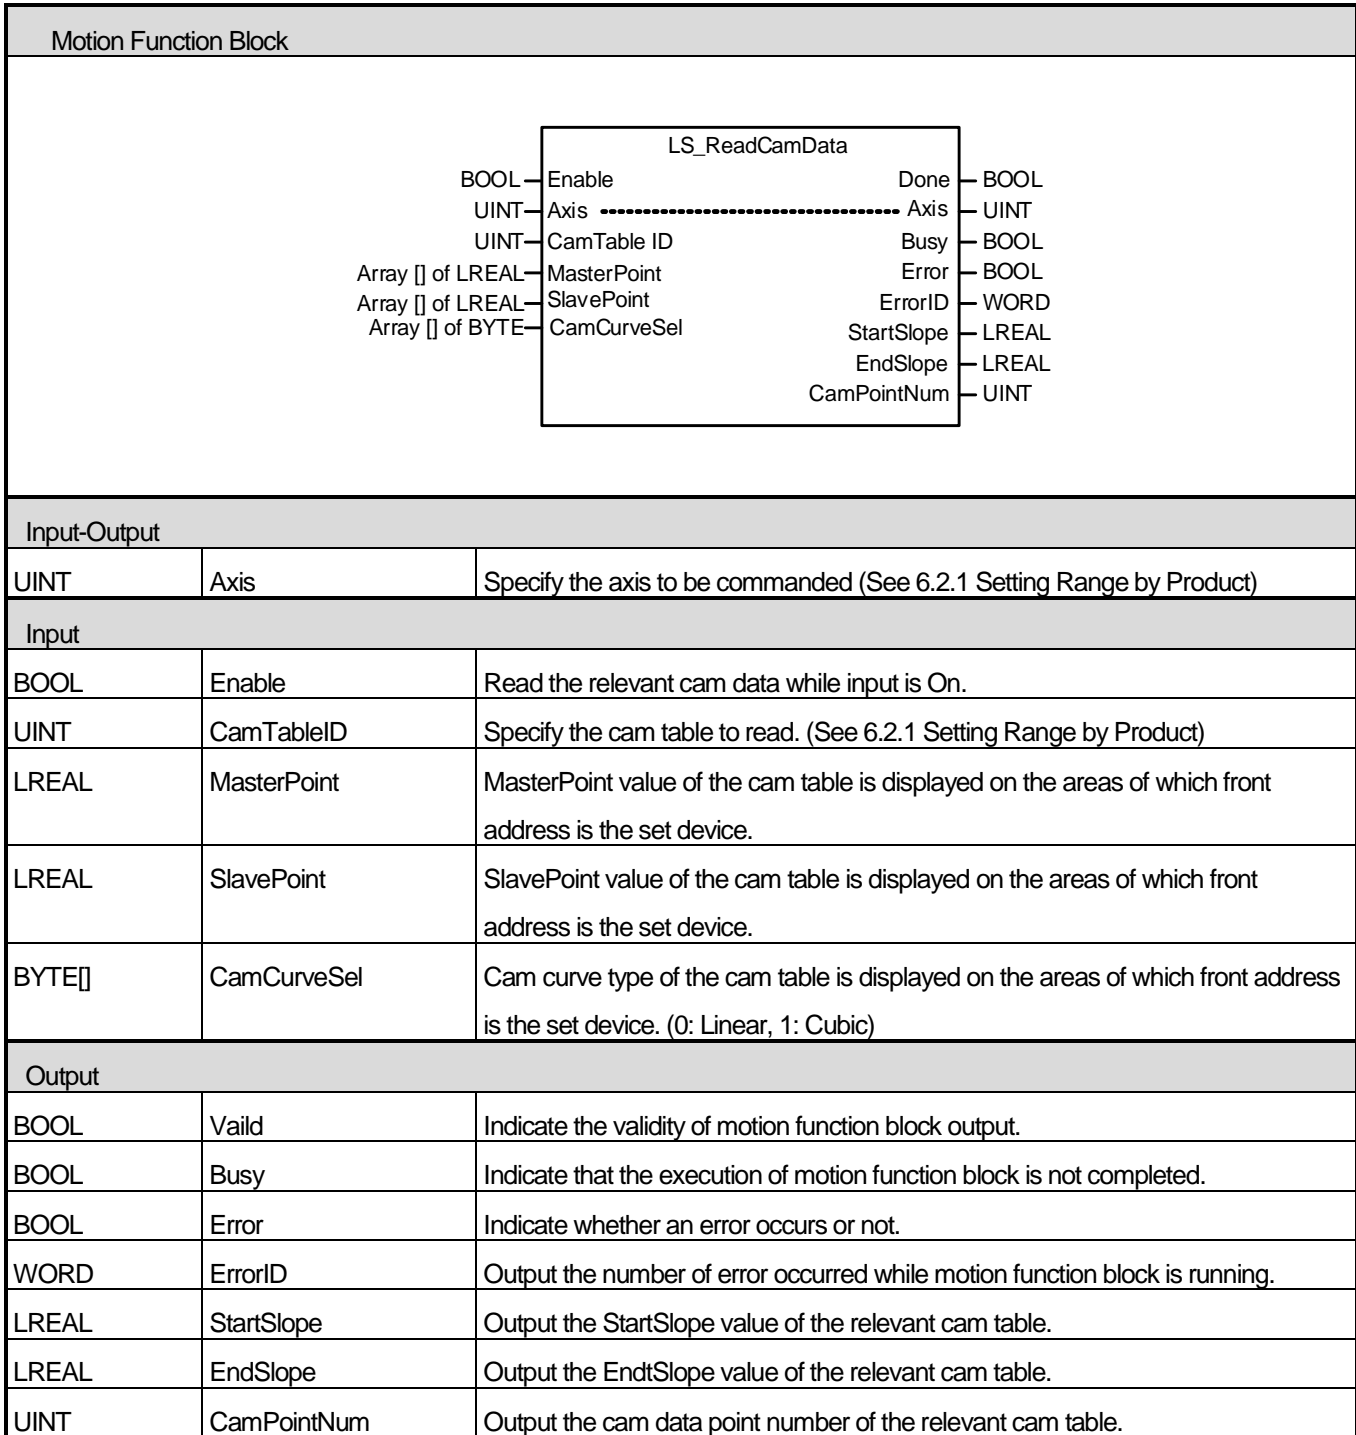 Motion Function Block
LS_ReadCamData
BOOL Enable Done BOOL
UINT Axis Axis UINT
UINT CamTable ID Busy BOOL
Array [] of LREAL MasterPoint Error BOOL
Array [] of LREAL SlavePoint ErrorID WORD
Array [] of BYTE CamCurveSel StartSlope LREAL
EndSlope LREAL
CamPointNum UINT
Input-Output
UINT Axis Specify the axis to be commanded (See 6.2.1 Setting Range by Product)
Input
BOOL Enable Read the relevant cam data while input is On.
UINT CamTableID Specify the cam table to read. (See 6.2.1 Setting Range by Product)
LREAL MasterPoint MasterPoint value of the cam table is displayed on the areas of which front
address is the set device.
LREAL SlavePoint SlavePoint value of the cam table is displayed on the areas of which front
address is the set device.
BYTE[] CamCurveSel Cam curve type of the cam table is displayed on the areas of which front address
is the set device. (0: Linear, 1: Cubic)
Output
BOOL Vaild Indicate the validity of motion function block output.
BOOL Busy Indicate that the execution of motion function block is not completed.
BOOL Error Indicate whether an error occurs or not.
WORD ErrorID Output the number of error occurred while motion function block is running.
LREAL StartSlope Output the StartSlope value of the relevant cam table.
LREAL EndSlope Output the EndtSlope value of the relevant cam table.
UINT CamPointNum Output the cam data point number of the relevant cam table.